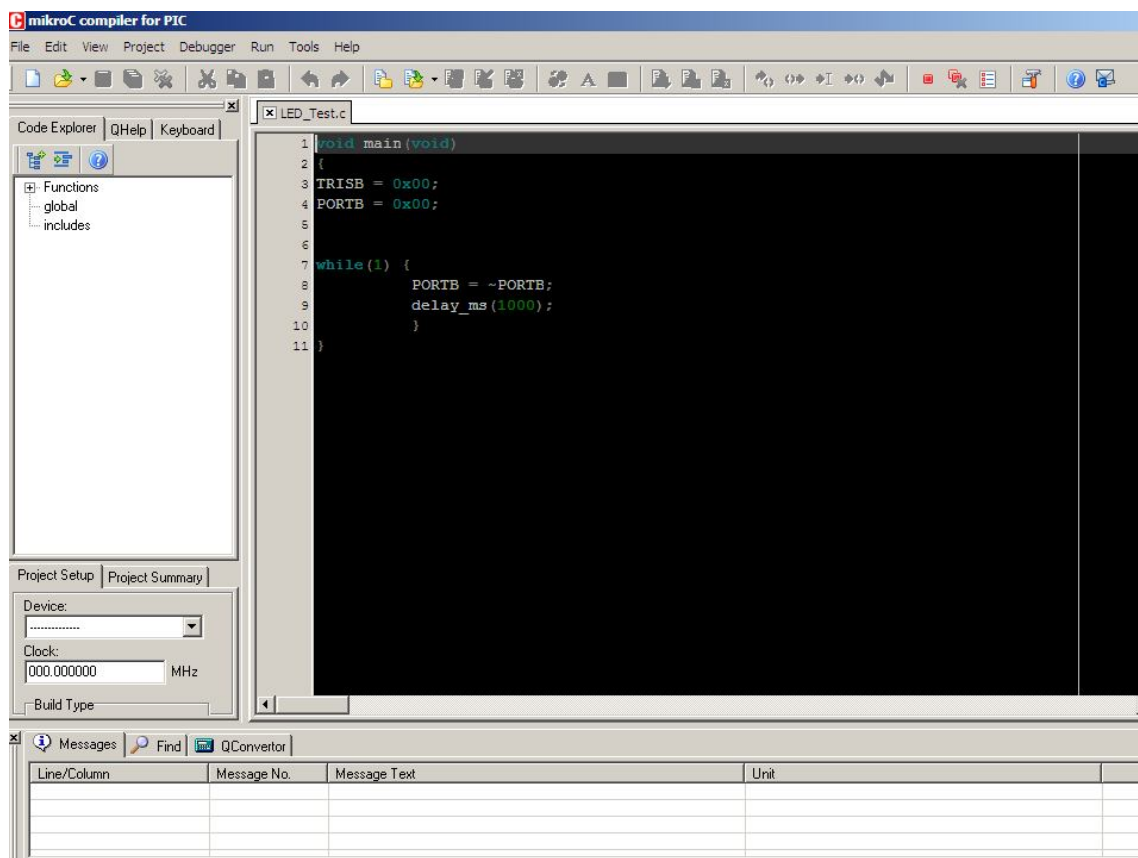 mikroC compiler for PIC
File Edit View Project Debugger Run Tools Help
Code Explorer QHelp Keyboard
Functions
global
includes
LED_Test.c
1 void main(void)
2 {
3 TRISB = 0x00;
4 PORTB = 0x00;
5
6
7 while(1) {
8 PORTB = ~PORTB;
9 delay_ms(1000);
10 }
11 }
Project Setup Project Summary
Device:
--------------
Clock:
000.000000 MHz
Build Type
Messages Find QConvertor
Line/Column Message No. Message Text Unit